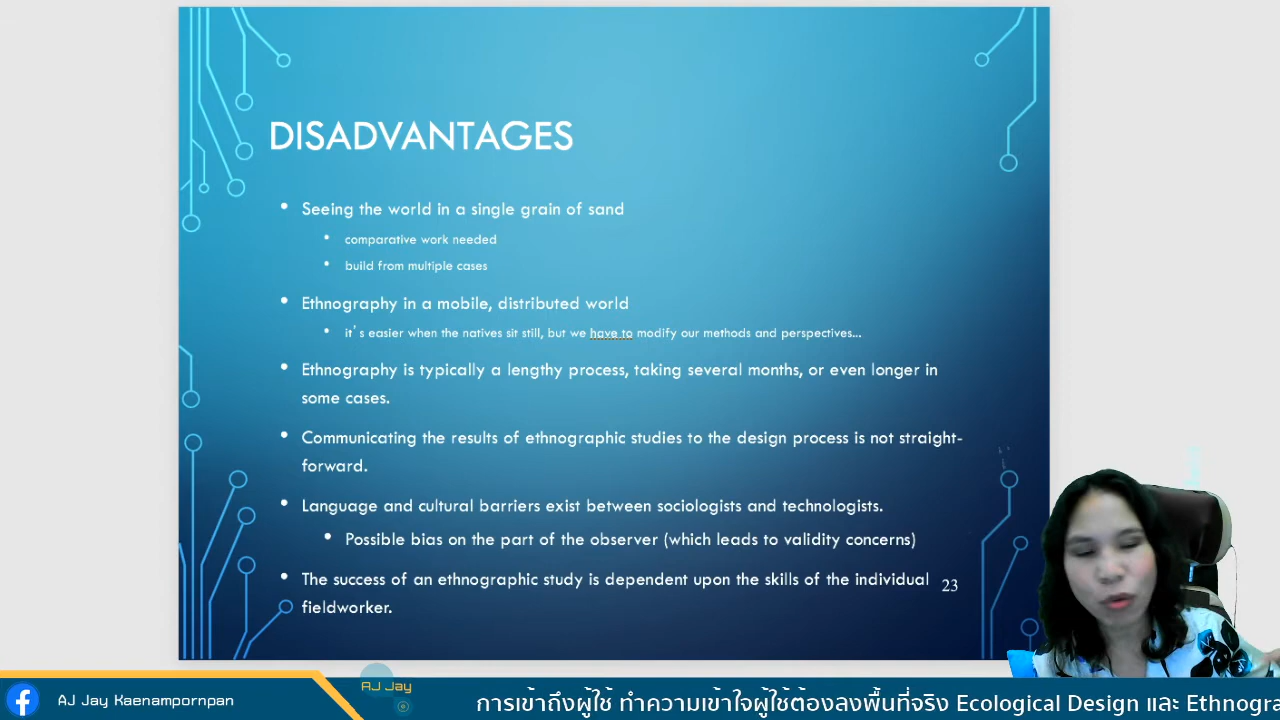 DISADVANTAGES
• Seeing the world in a single grain of sand
• comparative work needed
• build from multiple cases
• Ethnography in a mobile, distributed world
• it's easier when the natives sit still, but we have to modify our methods and perspectives...
• Ethnography is typically a lengthy process, taking several months, or even longer in
some cases.
• Communicating the results of ethnographic studies to the design process is not straight-
forward.
• Language and cultural barriers exist between sociologists and technologists.
• Possible bias on the part of the observer (which leads to validity concerns)
• The success of an ethnographic study is dependent upon the skills of the individual
fieldworker.
23
AJ Jay Kaenampornpan
AJ Jay
การเข้าถึงผู้ใช้ ทำความเข้าใจผู้ใช้ต้องลงพื้นที่จริง Ecological Design และ Ethnogra